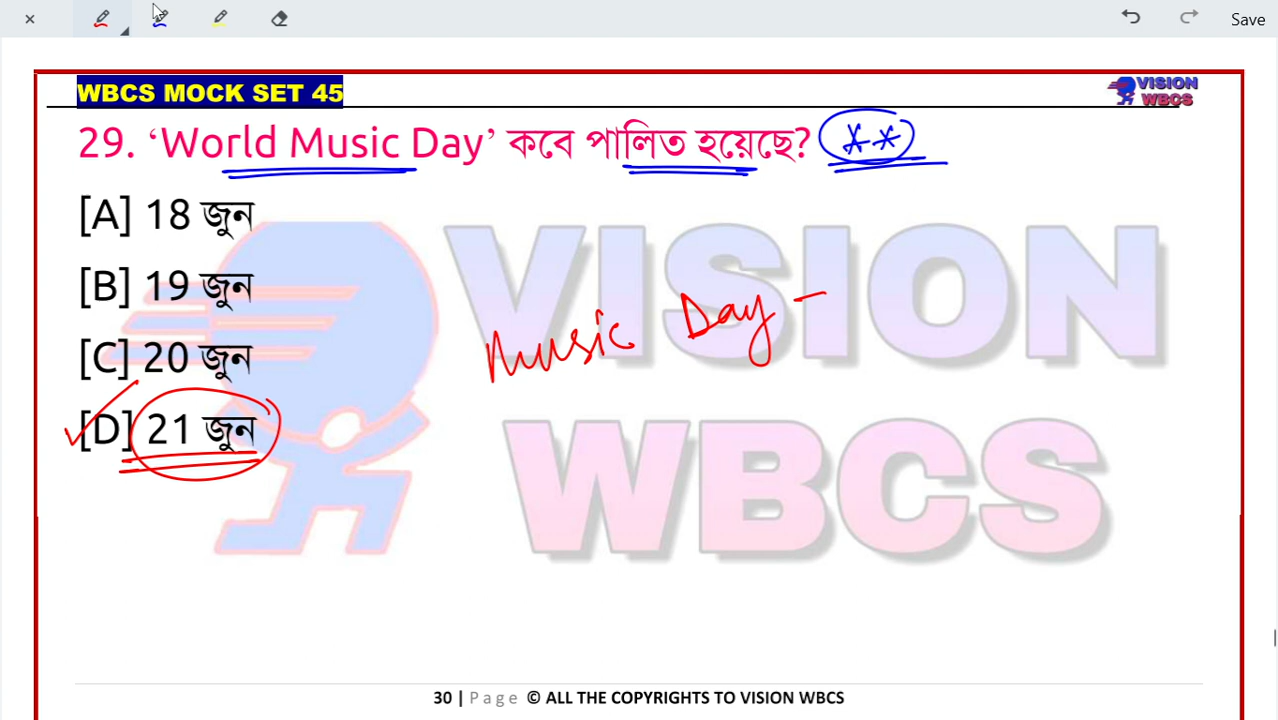 Save
WBCS MOCK SET 45
VISION
WBCS
29. ‘World Music Day’ কবে পালিত হয়েছে? (**)
[A] 18 জুন
[B] 19 জুন
[C] 20 জুন
[D] 21 জুন
Music Day -
VISION
WBCS
30 | Page © ALL THE COPYRIGHTS TO VISION WBCS